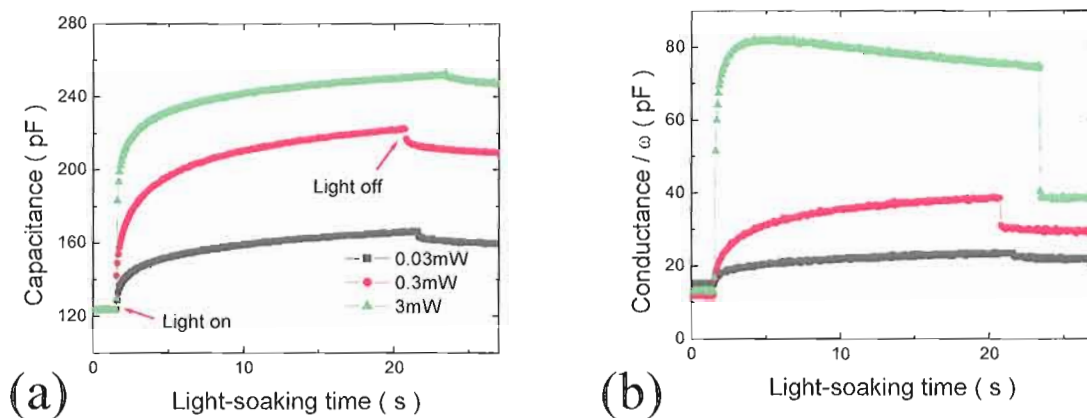 280
240
200
160
120
Capacitance ( pF )
Light off
0.03mW
0.3mW
3mW
Light on
0 10 20
Light-soaking time ( s )
(a)
80
60
40
20
0
Conductance / ω ( pF )
0 10 20
Light-soaking time ( s )
(b)